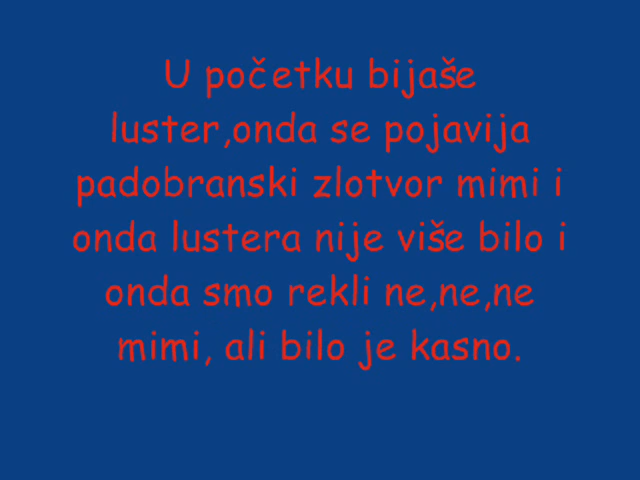 U početku bijaše
luster,onda se pojavija
padobranski zlotvor mimi i
onda lustera nije više bilo i
onda smo rekli ne,ne,ne
mimi, ali bilo je kasno.